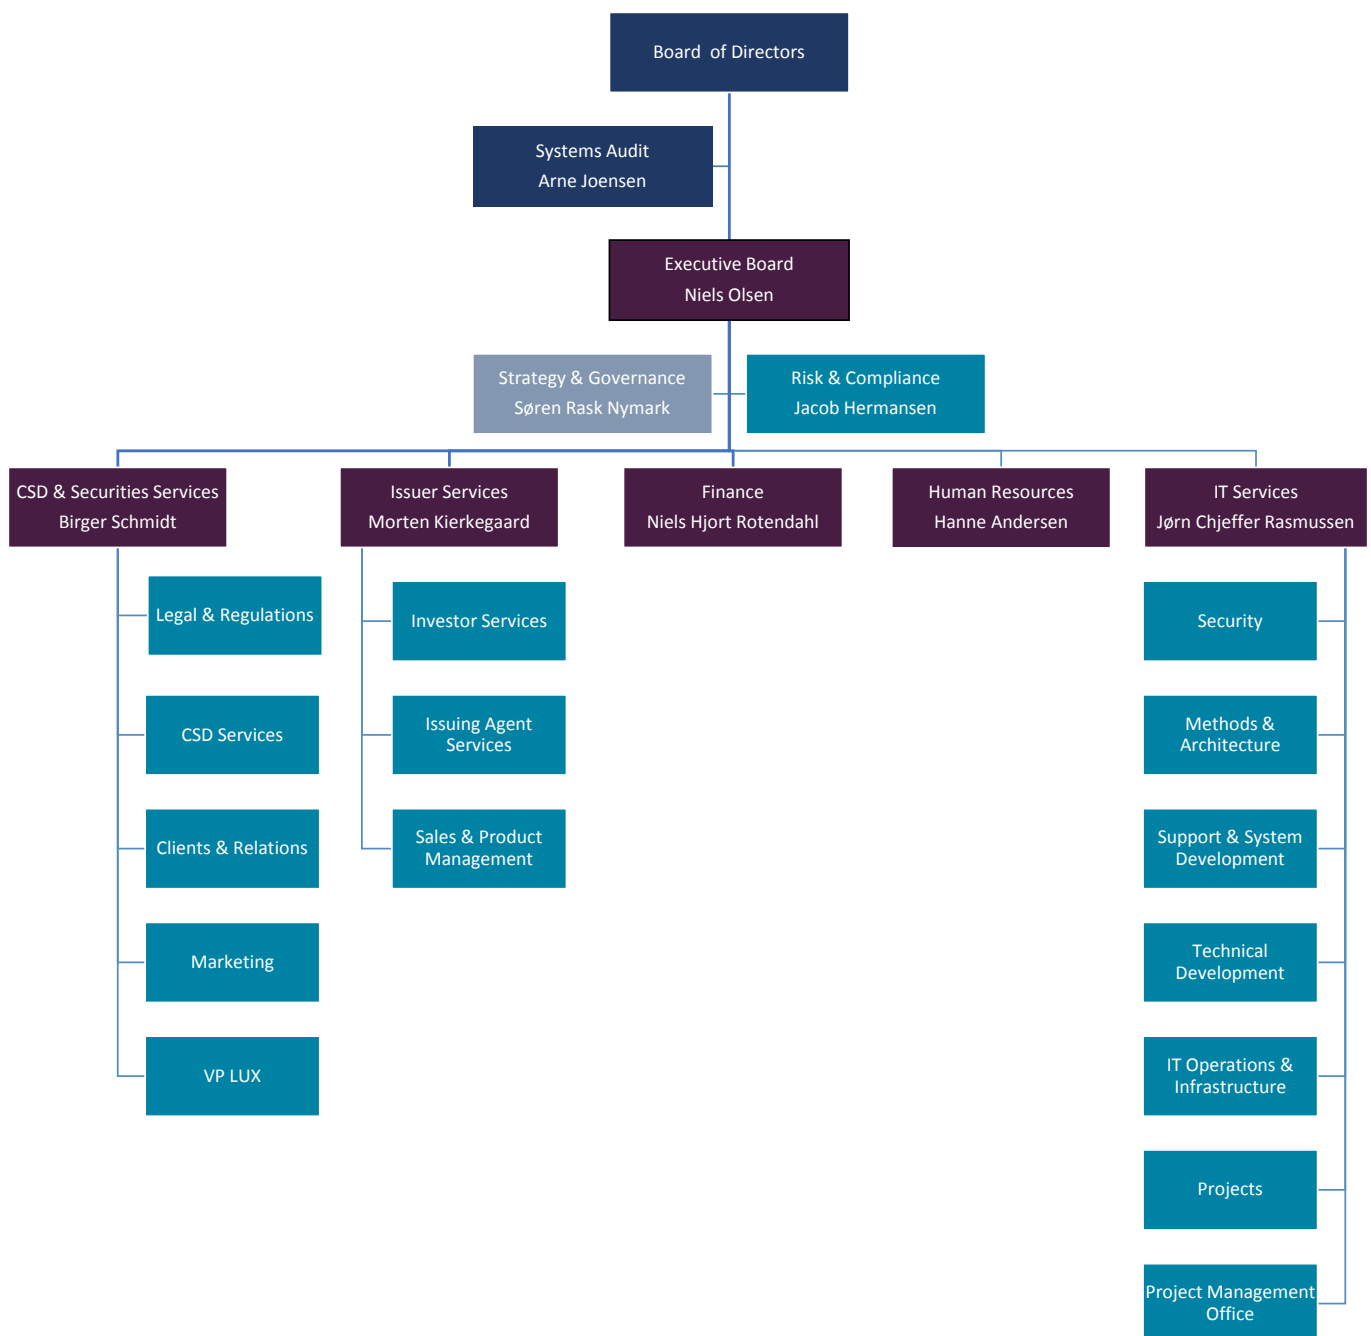 Board of Directors
Systems Audit
Arne Joensen
Executive Board
Niels Olsen
Strategy & Governance
Søren Rask Nymark
Risk & Compliance
Jacob Hermansen
CSD & Securities Services
Birger Schmidt
Issuer Services
Morten Kierkegaard
Finance
Niels Hjort Rotendahl
Human Resources
Hanne Andersen
IT Services
Jørn Chjeffer Rasmussen
Legal & Regulations
CSD Services
Clients & Relations
Marketing
VP LUX
Investor Services
Issuing Agent
Services
Sales & Product
Management
Security
Methods &
Architecture
Support & System
Development
Technical
Development
IT Operations &
Infrastructure
Projects
Project Management
Office